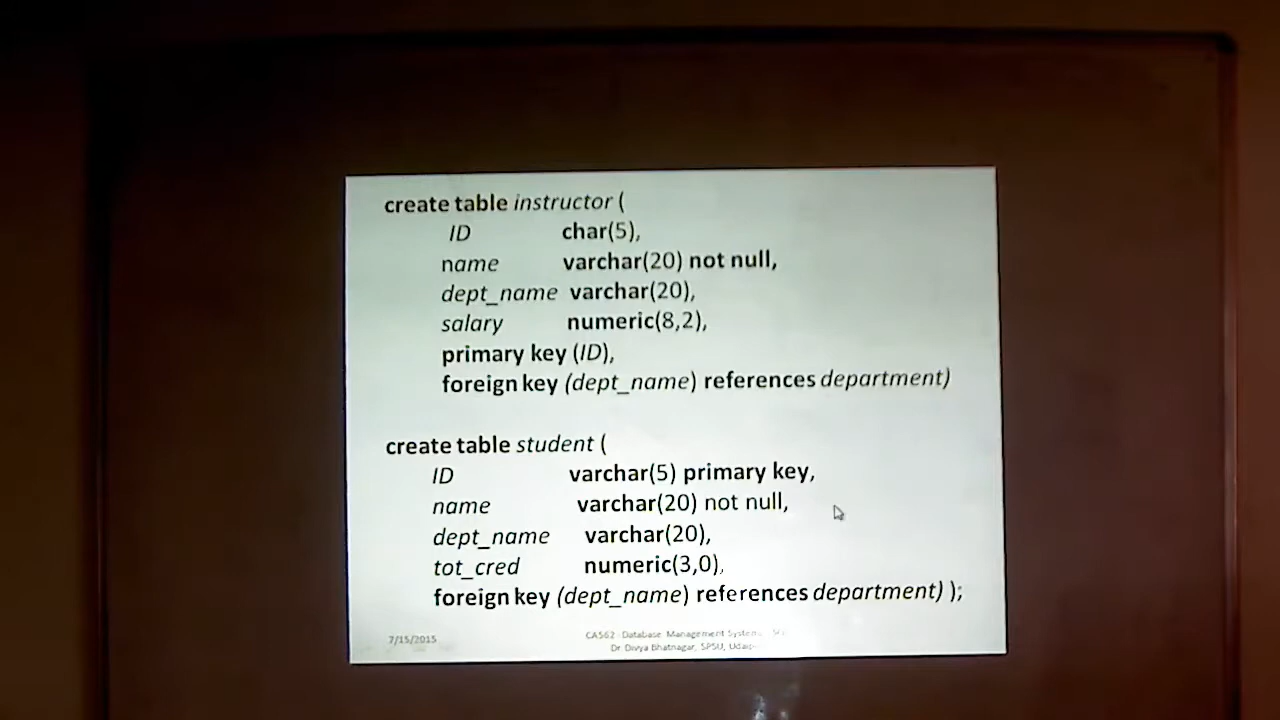 create table instructor (
ID char(5),
name varchar(20) not null,
dept_name varchar(20),
salary numeric(8,2),
primary key (ID),
foreign key (dept_name) references department)
create table student (
ID varchar(5) primary key,
name varchar(20) not null,
dept_name varchar(20),
tot_cred numeric(3,0),
foreign key (dept_name) references department) );
7/15/2015
CA562 - Database Management System
Dr Divya Bhatnagar, SPSU,